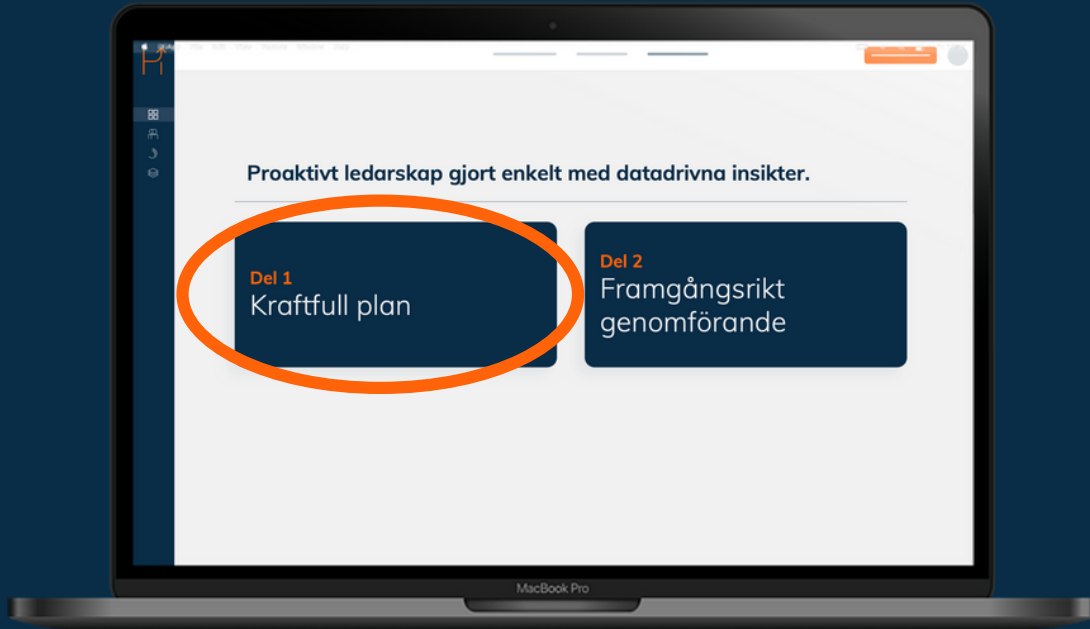 Proaktivt ledarskap gjort enkelt med datadrivna insikter.
Del 1
Kraftfull plan
Del 2
Framgångsrikt
genomförande
MacBook Pro